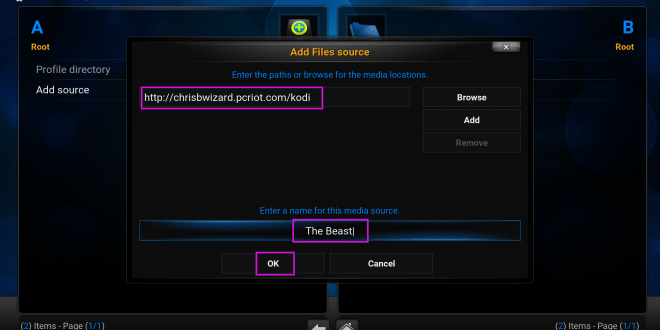 A
B
Root
Root
Profile directory
Add source
Add Files source
Enter the paths or browse for the media locations.
http://chrisbwizard.pcriot.com/kodi
Browse
Add
Remove
Enter a name for this media source.
The Beast
OK
Cancel
(2) Items - Page (1/1)
(2) Items - Page (1/1)